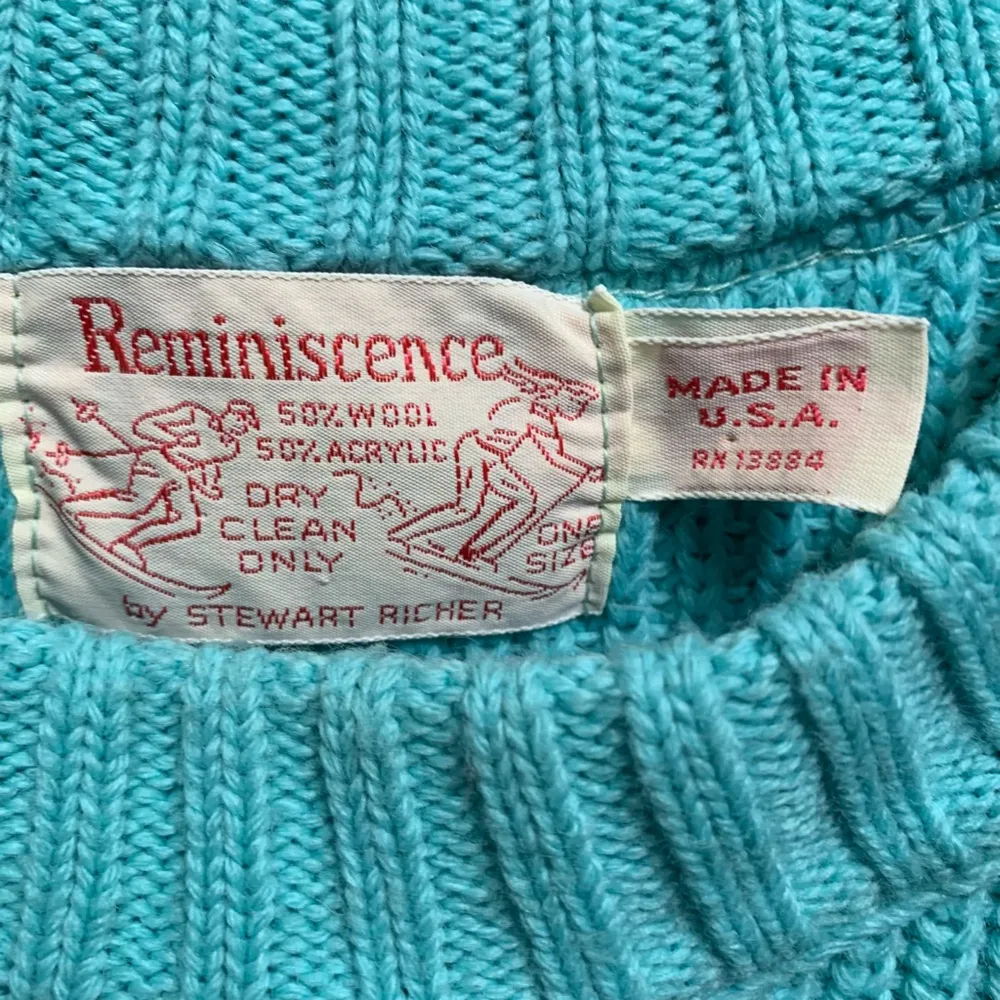 Reminiscence
50% WOOL
50% ACRYLIC
DRY
CLEAN
ONLY
ONE
SIZE
by STEWART RICHER
MADE IN
U.S.A.
RN 13884